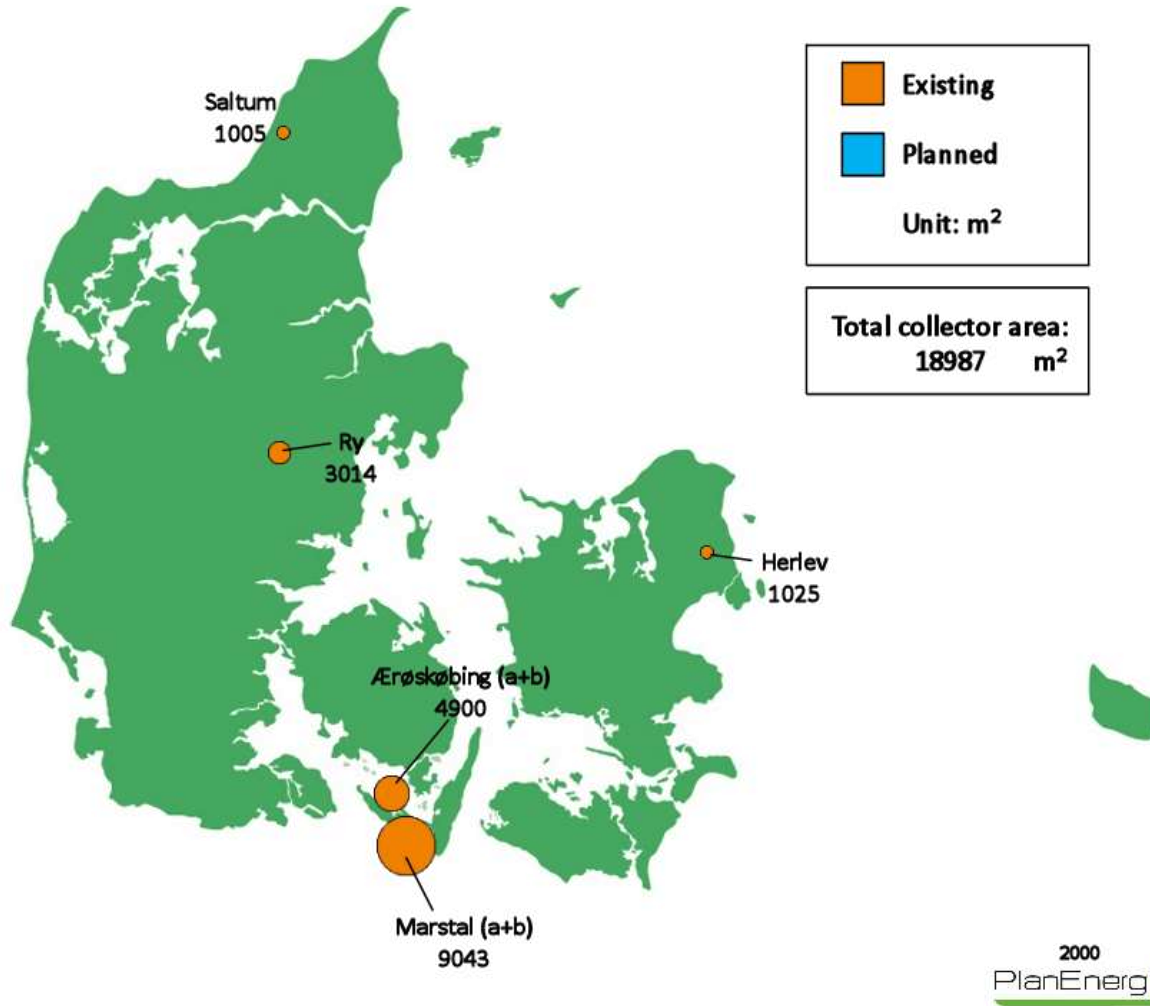 Saltum
1005
Existing
Planned
Unit: m²
Total collector area:
18987 m²
Ry
3014
Herlev
1025
Ærøskøbing (a+b)
4900
Marstal (a+b)
9043
2000
PlanEnerg